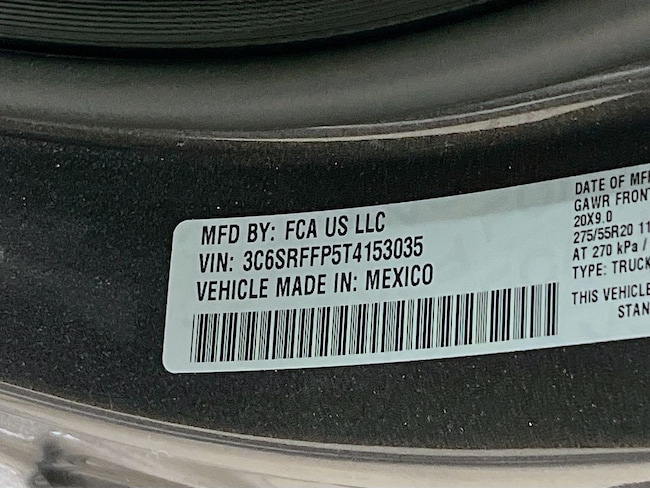 MFD BY: FCA US LLC
VIN: 3C6SRFFP5T4153035
VEHICLE MADE IN: MEXICO
DATE OF MF
GAWR FRONT
20X9.0
275/55R20 11
AT 270 kPa /
TYPE: TRUCK
THIS VEHICLE
STAN